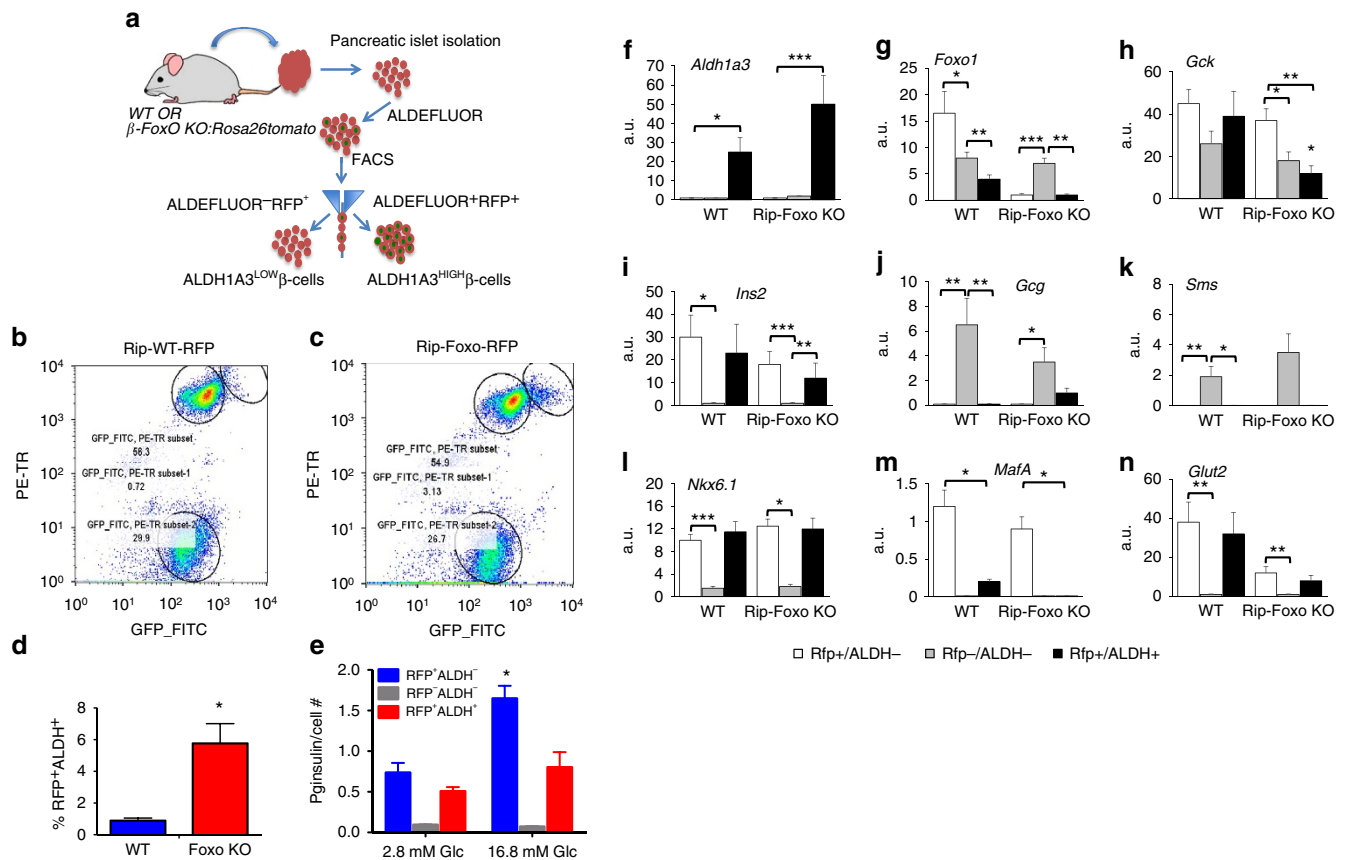 a
Pancreatic islet isolation
WT OR
β-FoxO KO:Rosa26tomato
ALDEFLUOR
FACS
ALDEFLUOR–RFP+
ALDEFLUOR+RFP+
ALDH1A3LOW β-cells
ALDH1A3HIGH β-cells
b
Rip-WT-RFP
10⁴
10³
10²
10¹
10⁰
PE-TR
GFP_FITC, PE-TR subset
58.3
GFP_FITC, PE-TR subset-1
0.72
GFP_FITC, PE-TR subset-2
29.9
10⁰ 10¹ 10² 10³ 10⁴
GFP_FITC
c
Rip-Foxo-RFP
10⁴
10³
10²
10¹
10⁰
PE-TR
GFP_FITC, PE-TR subset
54.9
GFP_FITC, PE-TR subset-1
3.13
GFP_FITC, PE-TR subset-2
26.7
10⁰ 10¹ 10² 10³ 10⁴
GFP_FITC
d
% RFP+ALDH+
8
6
4
2
0
*
WT Foxo KO
e
Pginsulin/cell #
2.0
1.5
1.0
0.5
0.0
RFP+ALDH–
RFP–ALDH–
RFP+ALDH+
*
2.8 mM Glc 16.8 mM Glc
f
Aldh1a3
a.u.
70
60
50
40
30
20
10
0
* ***
WT Rip-Foxo KO
g
Foxo1
a.u.
25
20
15
10
5
0
* ** *** **
WT Rip-Foxo KO
h
Gck
a.u.
60
40
20
0
** * *
WT Rip-Foxo KO
i
Ins2
a.u.
50
40
30
20
10
0
* *** **
WT Rip-Foxo KO
j
Gcg
a.u.
10
8
6
4
2
0
** ** *
WT Rip-Foxo KO
k
Sms
a.u.
8
6
4
2
0
** *
WT Rip-Foxo KO
l
Nkx6.1
a.u.
20
16
12
8
4
0
*** *
WT Rip-Foxo KO
m
MafA
a.u.
1.5
1
0.5
0
* *
WT Rip-Foxo KO
n
Glut2
a.u.
60
40
20
0
** **
WT Rip-Foxo KO
Rfp+/ALDH– Rfp–/ALDH– Rfp+/ALDH+